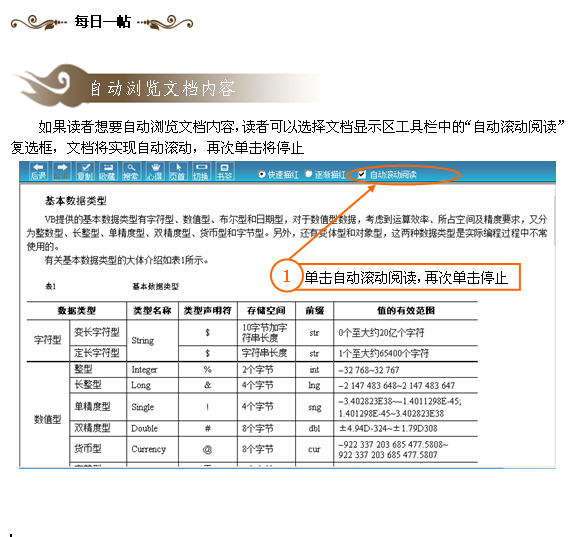 每日一帖
自动浏览文档内容
如果读者想要自动浏览文档内容，读者可以选择文档显示区工具栏中的“自动滚动阅读”
复选框，文档将实现自动滚动，再次单击将停止
后退 复制 收藏 搜索 心得 页首 切换 书签 快速描红 逐渐描红 自动滚动阅读
基本数据类型
VB提供的基本数据类型有字符型、数值型、布尔型和日期型，对于数值型数据，考虑到运算效率、所占空间及精度要求，又分
为整数型、长整型、单精度型、双精度型、货币型和字节型。另外，还有变体型和对象型，这两种数据类型是实际编程过程中不常
使用的。
有关基本数据类型的大体介绍如表1所示。
1 单击自动滚动阅读，再次单击停止
表1 基本数据类型
数据类型 类型名称 类型声明符 存储空间 前缀 值的有效范围
字符型 变长字符型 String $ 10字节加字符串长度 str 0个至大约20亿个字符
定长字符型 $ 字符串长度 str 1个至大约65400个字符
数值型 整型 Integer % 2个字节 int -32 768~32 767
长整型 Long & 4个字节 lng -2 147 483 648~2 147 483 647
单精度型 Single ! 4个字节 sng -3.402823E38~-1.4011298E-45;
1.401298E-45~3.402823E38
双精度型 Double # 8个字节 dbl ±4.94D-324~±1.79D308
货币型 Currency @ 8个字节 cur -922 337 203 685 477.5808~
922 337 203 685 477.5807